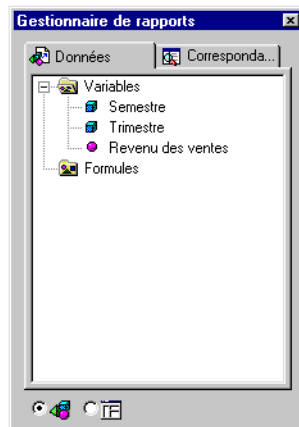 Gestionnaire de rapports
Données
Corresponda...
Variables
Semestre
Trimestre
Revenu des ventes
Formules